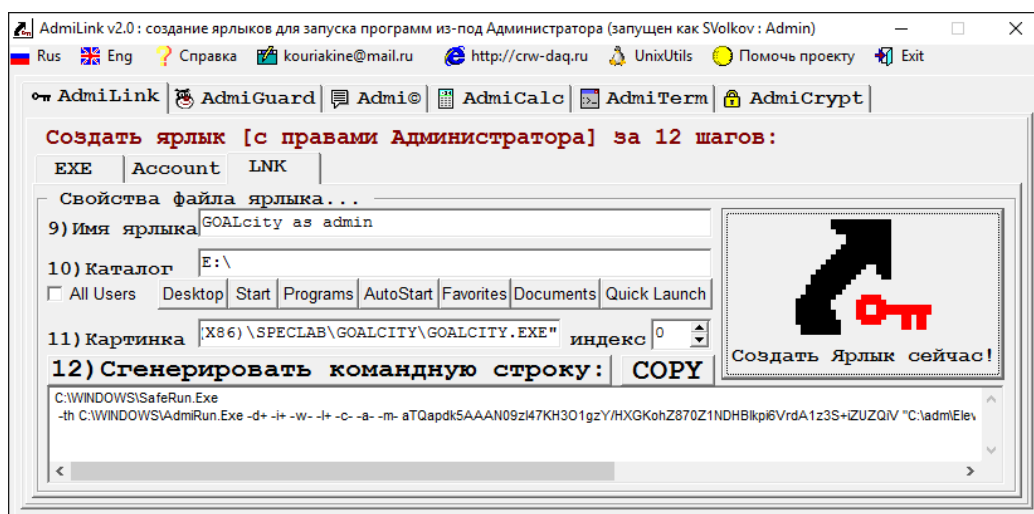 AdmiLink v2.0 : создание ярлыков для запуска программ из-под Администратора (запущен как SVolkov : Admin)
Rus Eng Справка kouriakine@mail.ru http://crw-daq.ru UnixUtils Помочь проекту Exit
AdmiLink AdmiGuard Admi© AdmiCalc AdmiTerm AdmiCrypt
Создать ярлык [с правами Администратора] за 12 шагов:
EXE Account LNK
Свойства файла ярлыка...
9)Имя ярлыка GOALcity as admin
10)Каталог E:\
All Users Desktop Start Programs AutoStart Favorites Documents Quick Launch
11)Картинка (X86)\SPECLAB\GOALCITY\GOALCITY.EXE" индекс 0
Создать Ярлык сейчас!
12)Сгенерировать командную строку: COPY
C:\WINDOWS\SafeRun.Exe
-th C:\WINDOWS\AdmiRun.Exe -d+ -i+ -w- -l+ -c- -a- -m- aTQapdk5AAAN09zI47KH3O1gzY/HXGKohZ870Z1NDHBlkpi6VrdA1z3S+iZUZQiV "C:\adm\Elev